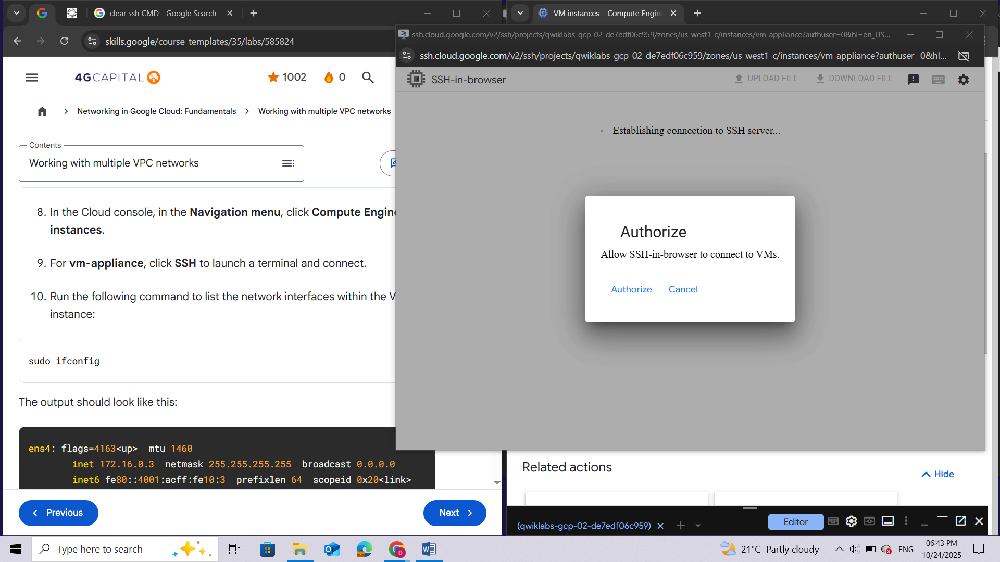 clear ssh CMD - Google Search
skills.google/course_templates/35/labs/585824
4GCAPITAL
1002
0
Networking in Google Cloud: Fundamentals
Working with multiple VPC networks
Contents
Working with multiple VPC networks
8. In the Cloud console, in the Navigation menu, click Compute Engine
instances.
9. For vm-appliance, click SSH to launch a terminal and connect.
10. Run the following command to list the network interfaces within the V
instance:
sudo ifconfig
The output should look like this:
ens4: flags=4163<up>  mtu 1460
inet 172.16.0.3  netmask 255.255.255.255  broadcast 0.0.0.0
inet6 fe80::4001:acff:fe10:3  prefixlen 64  scopeid 0x20<link>
Previous
Next
VM instances – Compute Engin
ssh.cloud.google.com/v2/ssh/projects/qwiklabs-gcp-02-de7edf06c959/zones/us-west1-c/instances/vm-appliance?authuser=0&hl=en_US...
ssh.cloud.google.com/v2/ssh/projects/qwiklabs-gcp-02-de7edf06c959/zones/us-west1-c/instances/vm-appliance?authuser=0&hl...
SSH-in-browser
UPLOAD FILE
DOWNLOAD FILE
Establishing connection to SSH server...
Authorize
Allow SSH-in-browser to connect to VMs.
Authorize
Cancel
Related actions
Hide
(qwiklabs-gcp-02-de7edf06c959)
Editor
Type here to search
21°C Partly cloudy
ENG
06:43 PM
10/24/2025